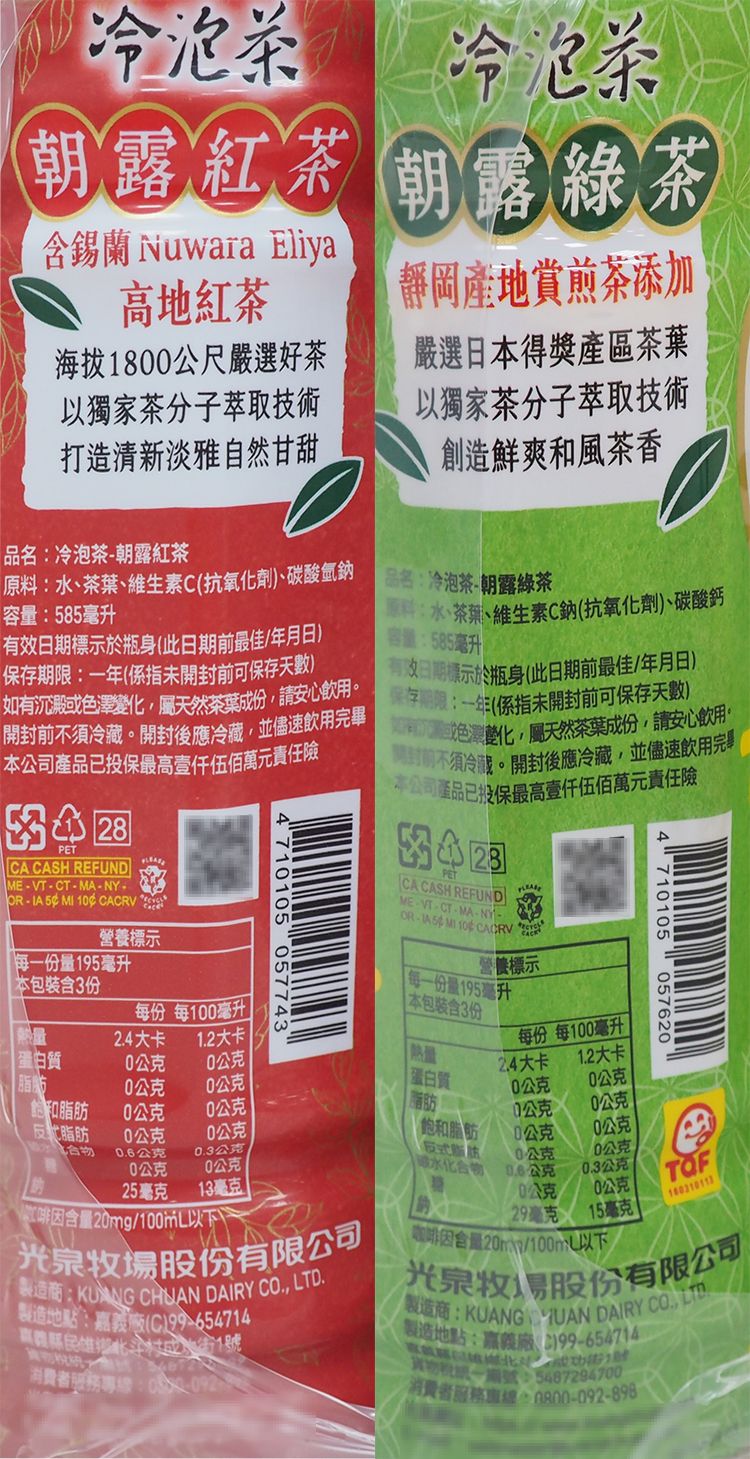 冷泡茶
朝露紅茶
含錫蘭 Nuwara Eliya
高地紅茶
海拔1800公尺嚴選好茶
以獨家茶分子萃取技術
打造清新淡雅自然甘甜
品名：冷泡茶-朝露紅茶
原料：水、茶葉、維生素C(抗氧化劑)、碳酸氫鈉
容量：585毫升
有效日期標示於瓶身(此日期前最佳/年月日)
保存期限：一年(係指未開封前可保存天數)
如有沉澱或色澤變化，屬天然茶葉成份，請安心飲用。
開封前不須冷藏。開封後應冷藏，並儘速飲用完畢
本公司產品已投保最高壹仟伍佰萬元責任險
1
PET
28
CA CASH REFUND
ME - VT - CT - MA - NY -
OR - IA 5¢ MI 10¢ CACRV
PLEASE
R
RECYCLE
CACRV
4 710105 057743
營養標示
每一份量195毫升
本包裝含3份
每份 每100毫升
熱量 2.4大卡 1.2大卡
蛋白質 0公克 0公克
脂肪 0公克 0公克
飽和脂肪 0公克 0公克
反式脂肪 0公克 0公克
碳水化合物 0.6公克 0.3公克
糖 0公克 0公克
鈉 25毫克 13毫克
咖啡因含量20mg/100mL以下
光泉牧場股份有限公司
製造商：KUANG CHUAN DAIRY CO., LTD.
製造地點：嘉義廠(C)99-654714
嘉義縣民雄鄉北斗村成功街1號
消費者服務專線：0800-092-
冷泡茶
朝露綠茶
靜岡產地賞煎茶添加
嚴選日本得獎產區茶葉
以獨家茶分子萃取技術
創造鮮爽和風茶香
品名：冷泡茶-朝露綠茶
原料：水、茶葉、維生素C鈉(抗氧化劑)、碳酸鈣
容量：585毫升
有效日期標示於瓶身(此日期前最佳/年月日)
保存期限：一年(係指未開封前可保存天數)
如有沉澱或色澤變化，屬天然茶葉成份，請安心飲用。
開封前不須冷藏。開封後應冷藏，並儘速飲用完畢
本公司產品已投保最高壹仟伍佰萬元責任險
1
PET
28
CA CASH REFUND
ME - VT - CT - MA - NY -
OR - IA 5¢ MI 10¢ CACRV
PLEASE
R
RECYCLE
CACRV
4 710105 057620
營養標示
每一份量195毫升
本包裝含3份
每份 每100毫升
熱量 2.4大卡 1.2大卡
蛋白質 0公克 0公克
脂肪 0公克 0公克
飽和脂肪 0公克 0公克
反式脂肪 0公克 0公克
碳水化合物 0.6公克 0.3公克
糖 0公克 0公克
鈉 29毫克 15毫克
TQF
180310113
咖啡因含量20mg/100mL以下
光泉牧場股份有限公司
製造商：KUANG CHUAN DAIRY CO., LTD.
製造地點：嘉義廠(C)99-654714
5487294700
消費者服務專線：0800-092-898